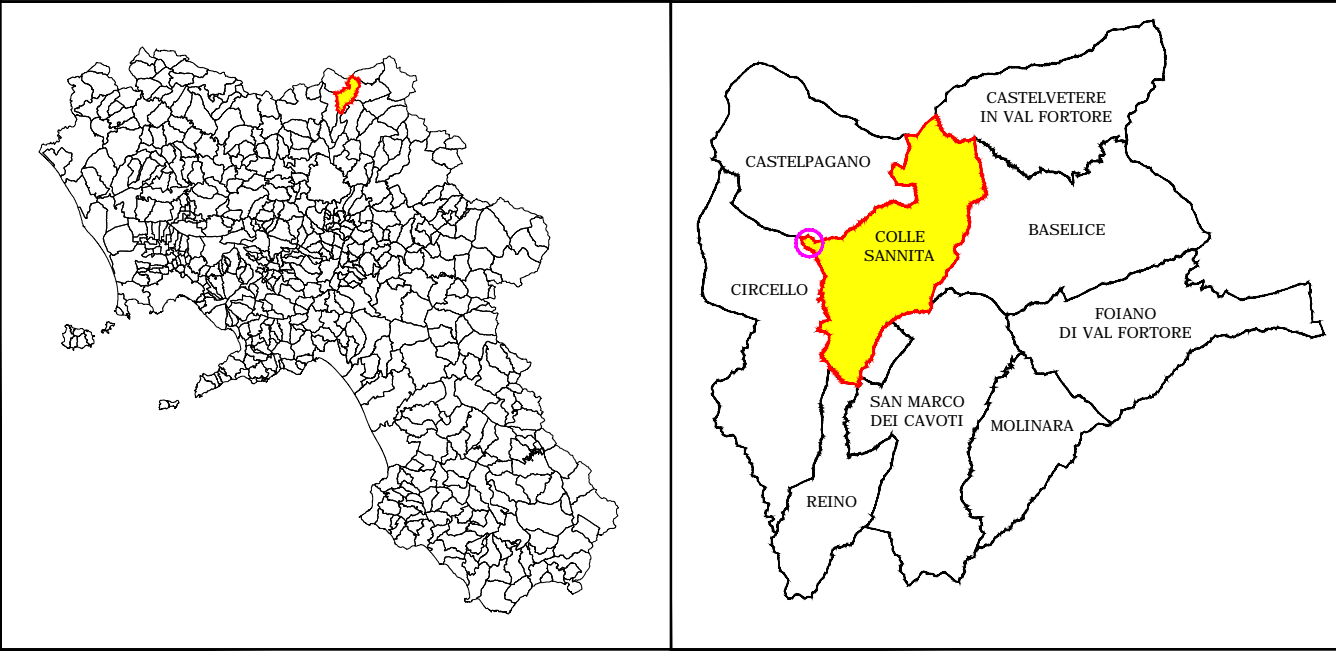 CASTELVETERE
IN VAL FORTORE
CASTELPAGANO
BASELICE
COLLE
SANNITA
CIRCELLO
FOIANO
DI VAL FORTORE
SAN MARCO
DEI CAVOTI
MOLINARA
REINO